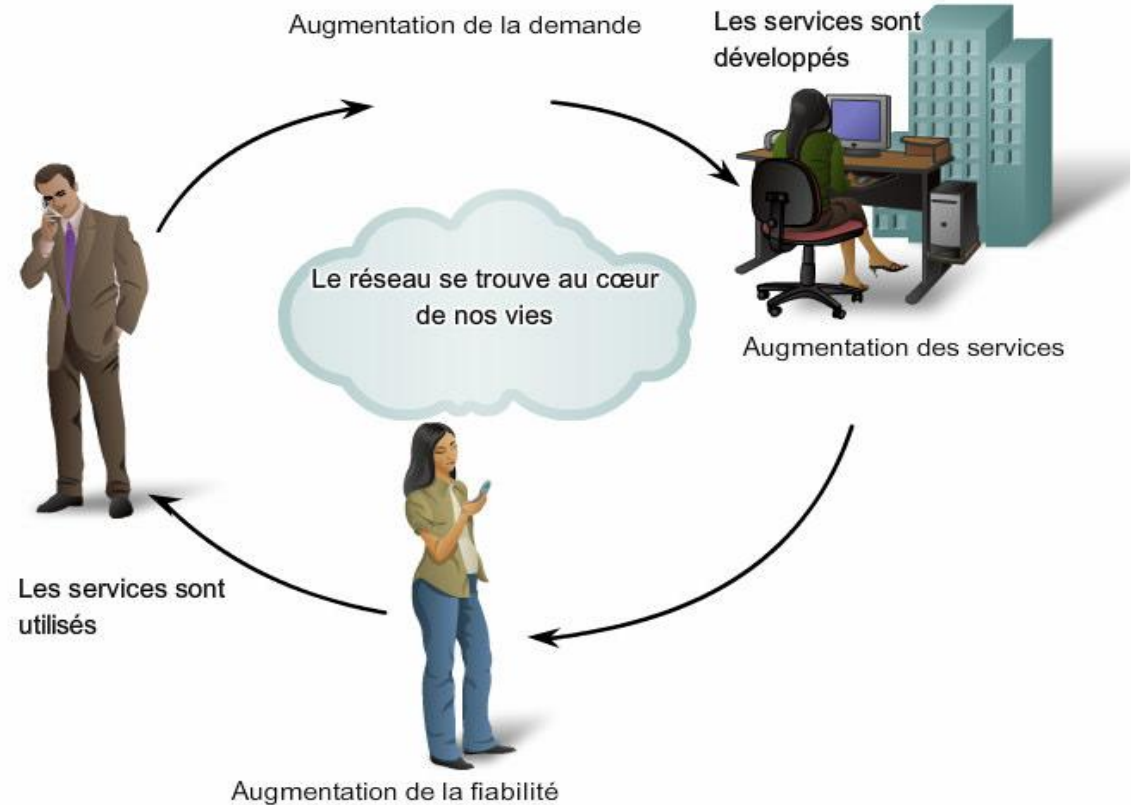 Augmentation de la demande
Les services sont
développés
Le réseau se trouve au cœur
de nos vies
Augmentation des services
Les services sont
utilisés
Augmentation de la fiabilité